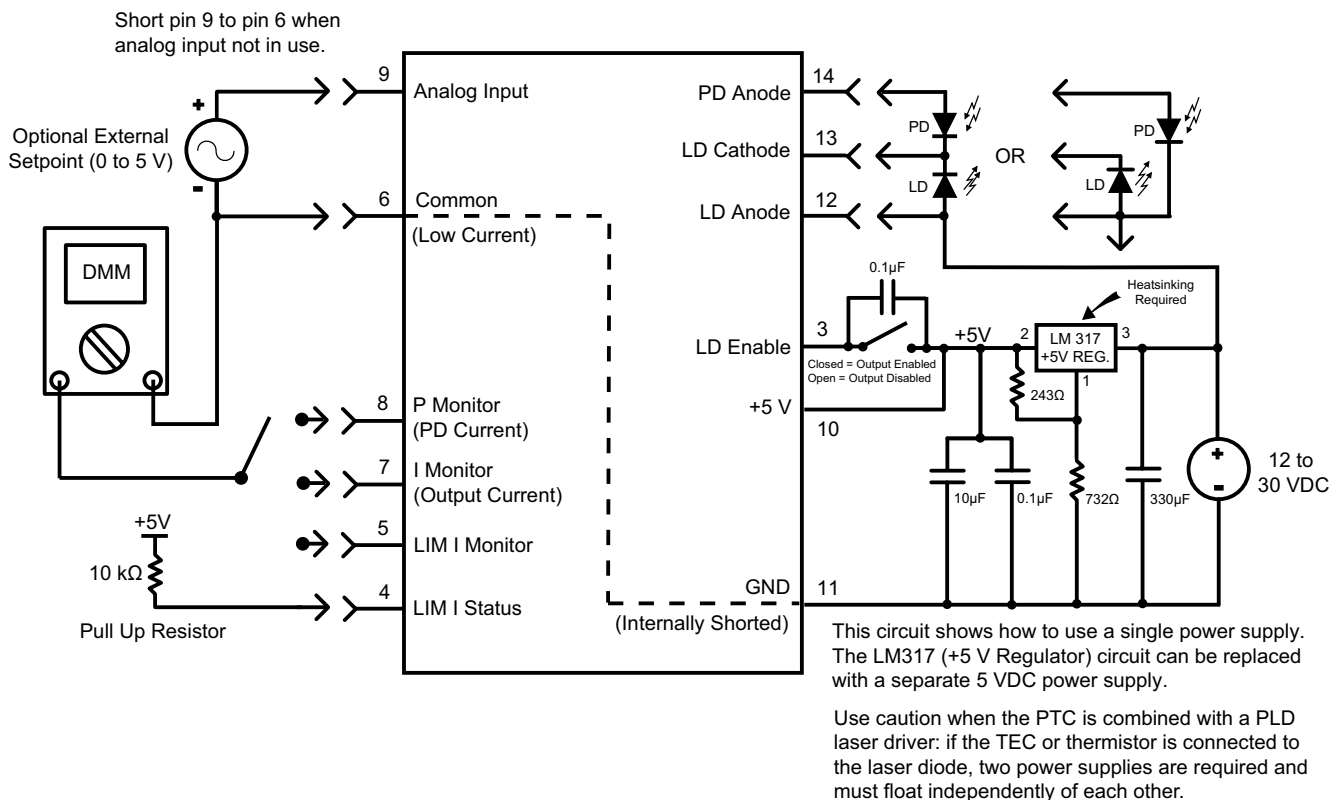 Short pin 9 to pin 6 when
analog input not in use.
Optional External
Setpoint (0 to 5 V)
+
-
DMM
9
Analog Input
6
Common
(Low Current)
8
P Monitor
(PD Current)
7
I Monitor
(Output Current)
5
LIM I Monitor
+5V
10 kΩ
4
LIM I Status
Pull Up Resistor
PD Anode
14
PD
LD Cathode
13
OR
PD
LD
LD
LD Anode
12
0.1µF
Heatsinking
Required
LD Enable
3
+5V
2
LM 317
+5V REG.
3
1
Closed = Output Enabled
Open = Output Disabled
243Ω
+5 V
10
10µF
0.1µF
732Ω
330µF
+
-
12 to
30 VDC
GND
11
(Internally Shorted)
This circuit shows how to use a single power supply.
The LM317 (+5 V Regulator) circuit can be replaced
with a separate 5 VDC power supply.
Use caution when the PTC is combined with a PLD
laser driver: if the TEC or thermistor is connected to
the laser diode, two power supplies are required and
must float independently of each other.